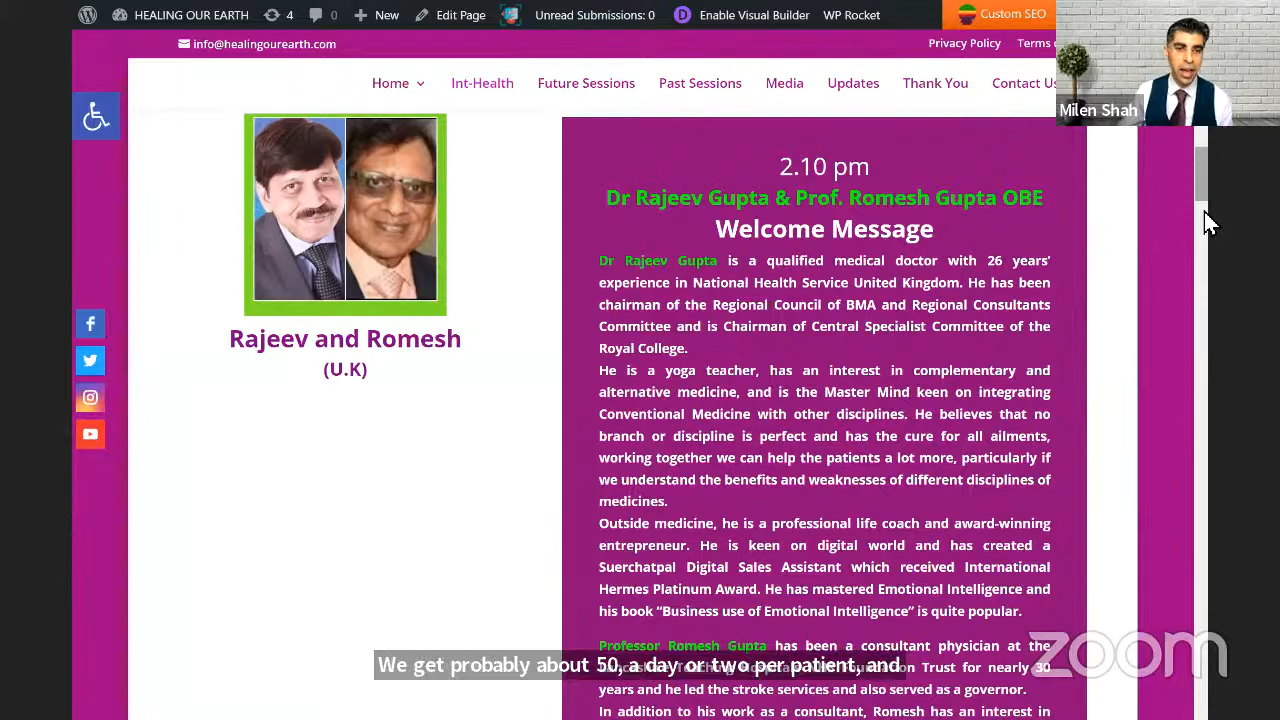 HEALING OUR EARTH 4 0 New Edit Page Unread Submissions: 0 Enable Visual Builder WP Rocket Custom SEO
info@healingourearth.com Privacy Policy Terms
Home Int-Health Future Sessions Past Sessions Media Updates Thank You Contact Us
Milen Shah
2.10 pm
Dr Rajeev Gupta & Prof. Romesh Gupta OBE
Welcome Message
Dr Rajeev Gupta is a qualified medical doctor with 26 years’
experience in National Health Service United Kingdom. He has been
chairman of the Regional Council of BMA and Regional Consultants
Committee and is Chairman of Central Specialist Committee of the
Royal College.
He is a yoga teacher, has an interest in complementary and
alternative medicine, and is the Master Mind keen on integrating
Conventional Medicine with other disciplines. He believes that no
branch or discipline is perfect and has the cure for all ailments,
working together we can help the patients a lot more, particularly if
we understand the benefits and weaknesses of different disciplines of
medicines.
Outside medicine, he is a professional life coach and award-winning
entrepreneur. He is keen on digital world and has created a
Suerchatpal Digital Sales Assistant which received International
Hermes Platinum Award. He has mastered Emotional Intelligence and
his book “Business use of Emotional Intelligence” is quite popular.
Professor Romesh Gupta has been a consultant physician at the
Trust for nearly 30
years and he led the stroke services and also served as a governor.
In addition to his work as a consultant, Romesh has an interest in
Rajeev and Romesh
(U.K)
We get probably about 50, a day or two per patient, and
zoom